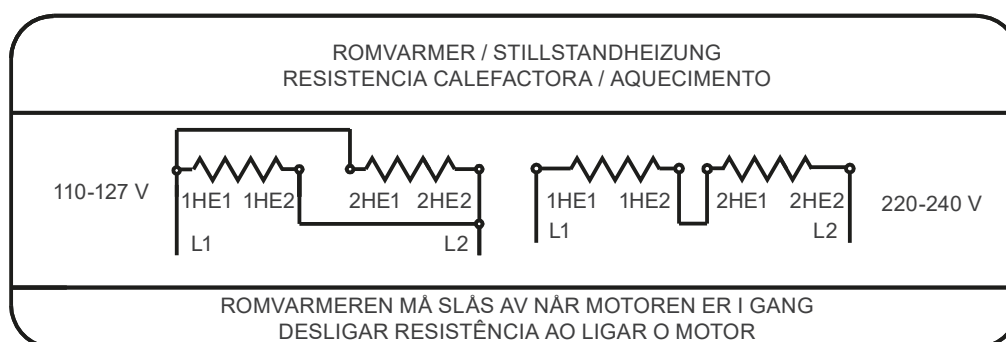 ROMVARMER / STILLSTANDHEIZUNG
RESISTENCIA CALEFACTORA / AQUECIMENTO
110-127 V
1HE1 1HE2 2HE1 2HE2
L1 L2
1HE1 1HE2 2HE1 2HE2
L1 L2
220-240 V
ROMVARMEREN MÅ SLÅS AV NÅR MOTOREN ER I GANG
DESLIGAR RESISTÊNCIA AO LIGAR O MOTOR